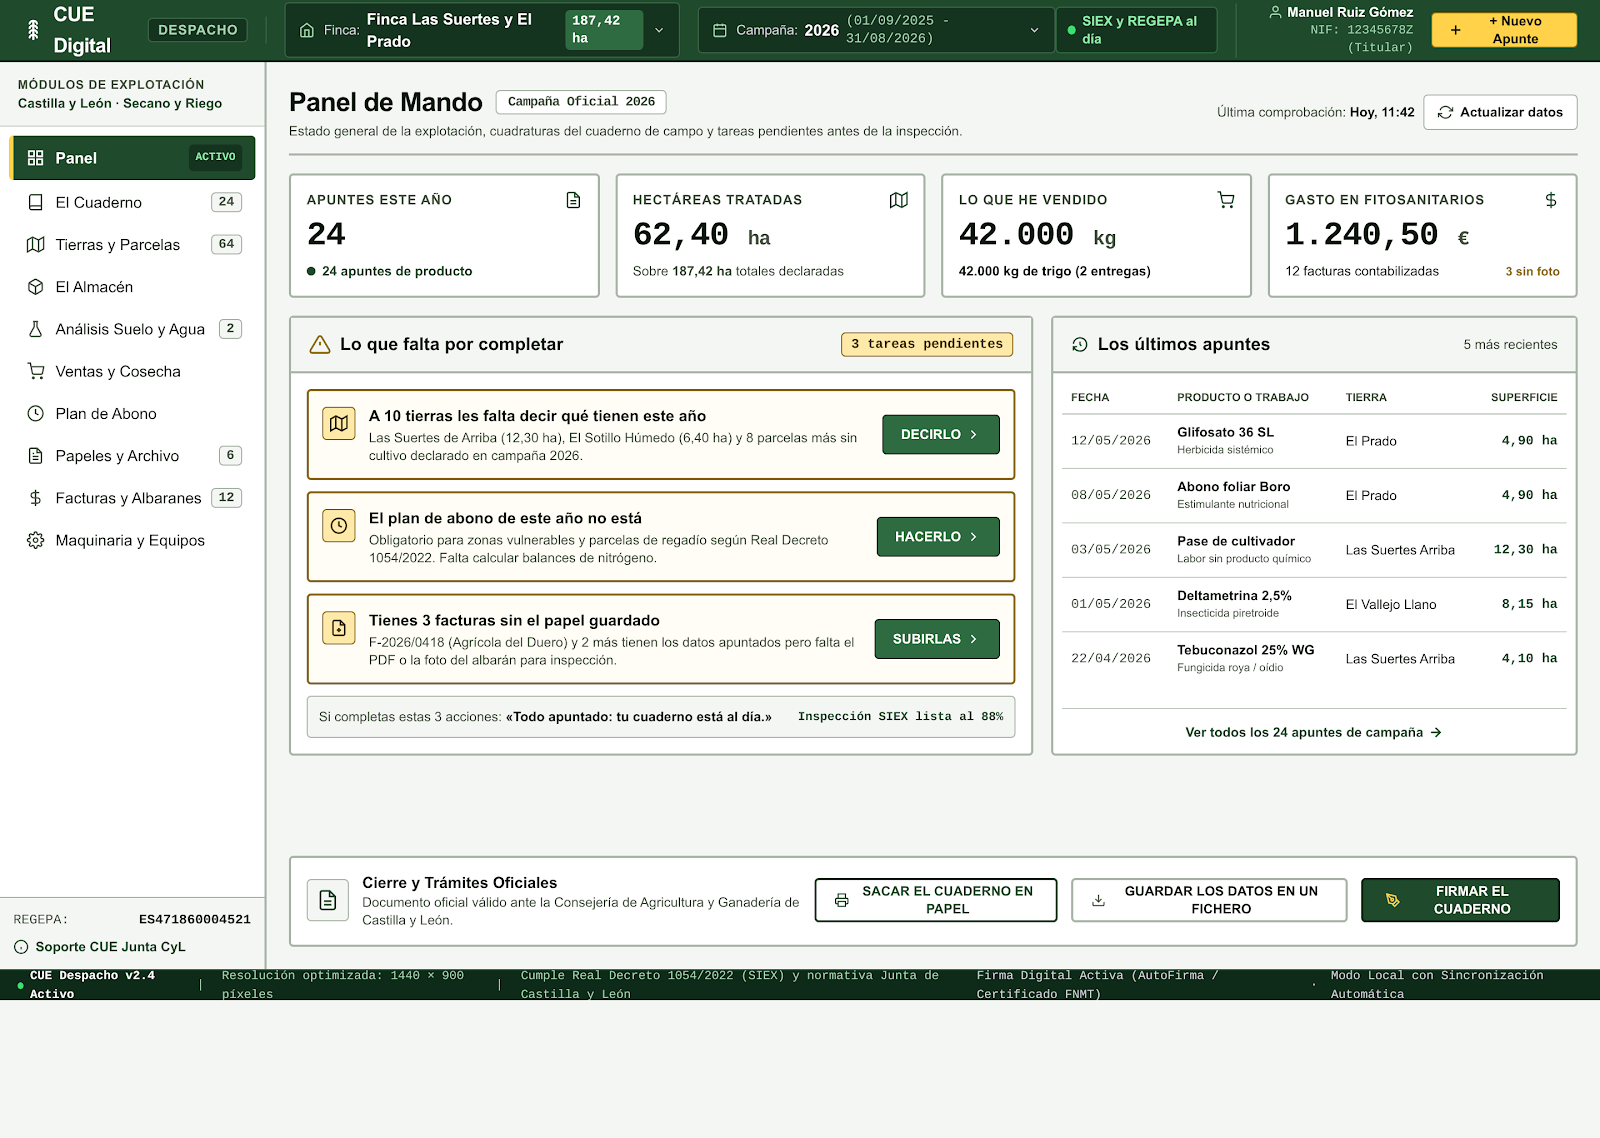 CUE
Digital
DESPACHO
Finca:
Finca Las Suertes y El
Prado
187,42
ha
Campaña: 2026
(01/09/2025 -
31/08/2026)
SIEX y REGEPA al
día
Manuel Ruiz Gómez
NIF: 12345678Z
(Titular)
+ Nuevo
Apunte
MÓDULOS DE EXPLOTACIÓN
Castilla y León · Secano y Riego
Panel
ACTIVO
El Cuaderno 24
Tierras y Parcelas 64
El Almacén
Análisis Suelo y Agua 2
Ventas y Cosecha
Plan de Abono
Papeles y Archivo 6
Facturas y Albaranes 12
Maquinaria y Equipos
REGEPA: ES471860004521
Soporte CUE Junta CyL
Panel de Mando
Campaña Oficial 2026
Estado general de la explotación, cuadraturas del cuaderno de campo y tareas pendientes antes de la inspección.
Última comprobación: Hoy, 11:42
Actualizar datos
APUNTES ESTE AÑO
24
24 apuntes de producto
HECTÁREAS TRATADAS
62,40 ha
Sobre 187,42 ha totales declaradas
LO QUE HE VENDIDO
42.000 kg
42.000 kg de trigo (2 entregas)
GASTO EN FITOSANITARIOS
1.240,50 €
12 facturas contabilizadas
3 sin foto
Lo que falta por completar
3 tareas pendientes
A 10 tierras les falta decir qué tienen este año
Las Suertes de Arriba (12,30 ha), El Sotillo Húmedo (6,40 ha) y 8 parcelas más sin
cultivo declarado en campaña 2026.
DECIRLO
El plan de abono de este año no está
Obligatorio para zonas vulnerables y parcelas de regadío según Real Decreto
1054/2022. Falta calcular balances de nitrógeno.
HACERLO
Tienes 3 facturas sin el papel guardado
F-2026/0418 (Agrícola del Duero) y 2 más tienen los datos apuntados pero falta el
PDF o la foto del albarán para inspección.
SUBIRLAS
Si completas estas 3 acciones: «Todo apuntado: tu cuaderno está al día.»
Inspección SIEX lista al 88%
Los últimos apuntes
5 más recientes
FECHA PRODUCTO O TRABAJO TIERRA SUPERFICIE
12/05/2026 Glifosato 36 SL El Prado 4,90 ha
Herbicida sistémico
08/05/2026 Abono foliar Boro El Prado 4,90 ha
Estimulante nutricional
03/05/2026 Pase de cultivador Las Suertes Arriba 12,30 ha
Labor sin producto químico
01/05/2026 Deltametrina 2,5% El Vallejo Llano 8,15 ha
Insecticida piretroide
22/04/2026 Tebuconazol 25% WG Las Suertes Arriba 4,10 ha
Fungicida roya / oídio
Ver todos los 24 apuntes de campaña →
Cierre y Trámites Oficiales
Documento oficial válido ante la Consejería de Agricultura y Ganadería de
Castilla y León.
SACAR EL CUADERNO EN
PAPEL
GUARDAR LOS DATOS EN UN
FICHERO
FIRMAR EL
CUADERNO
CUE Despacho v2.4
Activo
|
Resolución optimizada: 1440 × 900
píxeles
|
Cumple Real Decreto 1054/2022 (SIEX) y normativa Junta de
Castilla y León
Firma Digital Activa (AutoFirma /
Certificado FNMT)
·
Modo Local con Sincronización
Automática